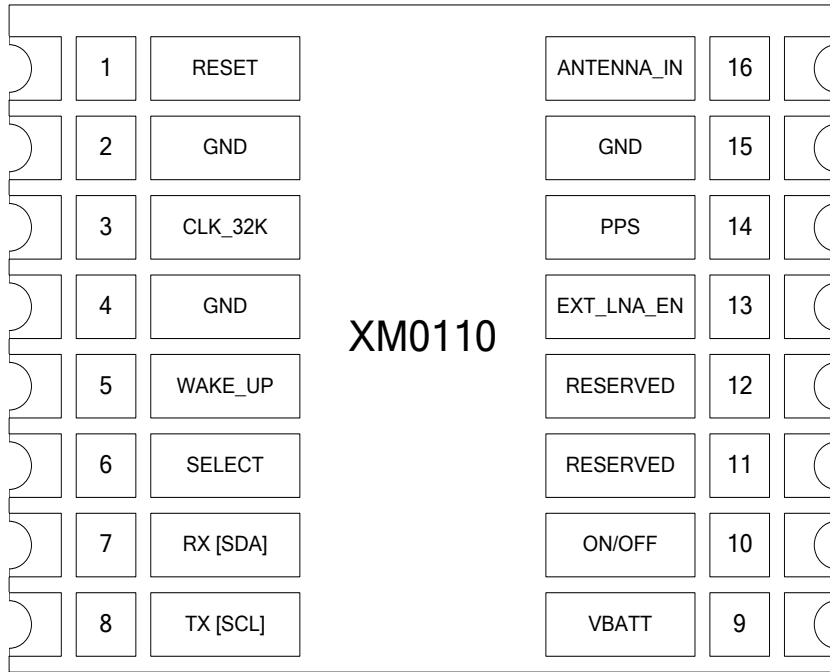 1 RESET ANTENNA_IN 16
2 GND GND 15
3 CLK_32K PPS 14
4 GND EXT_LNA_EN 13
XM0110
5 WAKE_UP RESERVED 12
6 SELECT RESERVED 11
7 RX [SDA] ON/OFF 10
8 TX [SCL] VBATT 9